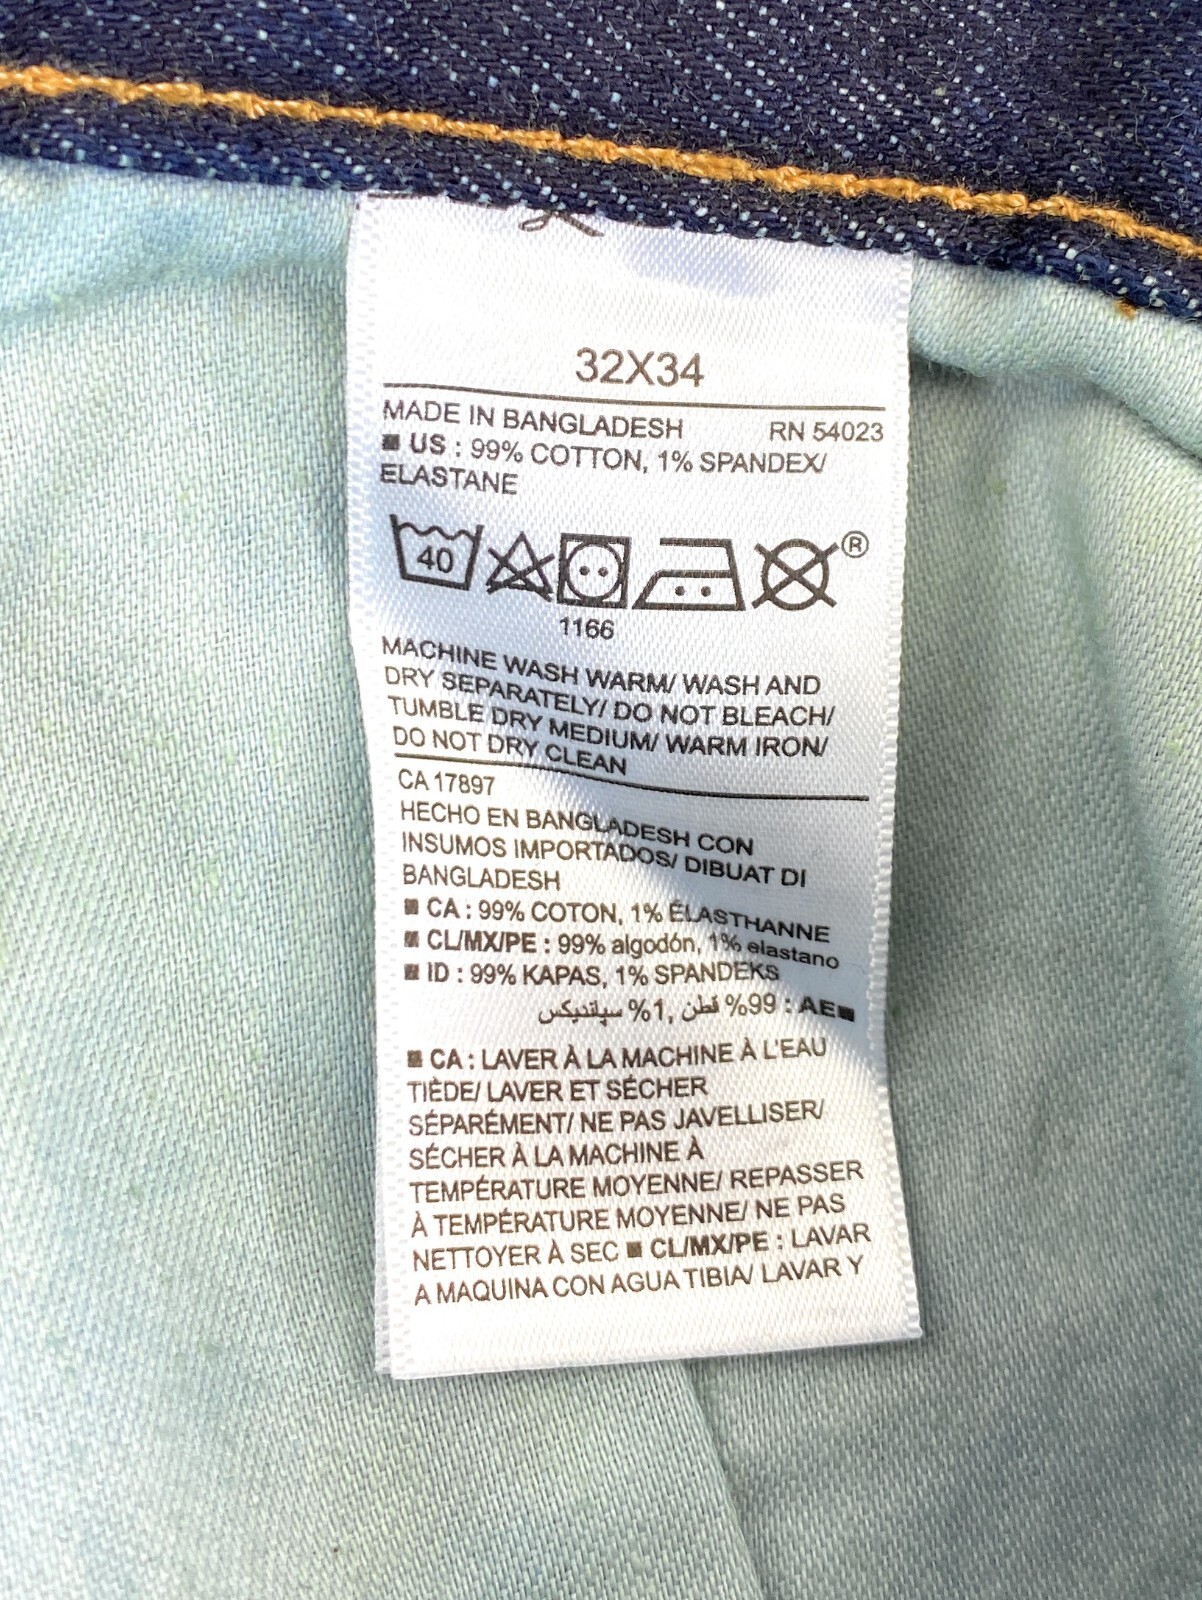 32X34
MADE IN BANGLADESH RN 54023
■ US : 99% COTTON, 1% SPANDEX/
ELASTANE
40
®
1166
MACHINE WASH WARM/ WASH AND
DRY SEPARATELY/ DO NOT BLEACH/
TUMBLE DRY MEDIUM/ WARM IRON/
DO NOT DRY CLEAN
CA 17897
HECHO EN BANGLADESH CON
INSUMOS IMPORTADOS/ DIBUAT DI
BANGLADESH
■ CA : 99% COTON, 1% ÉLASTHANNE
■ CL/MX/PE : 99% algodón, 1% elastano
■ ID : 99% KAPAS, 1% SPANDEKS
■AE : 99% قطن ,1% سپاندیکس
■ CA : LAVER À LA MACHINE À L'EAU
TIÈDE/ LAVER ET SÉCHER
SÉPARÉMENT/ NE PAS JAVELLISER/
SÉCHER À LA MACHINE À
TEMPÉRATURE MOYENNE/ REPASSER
À TEMPÉRATURE MOYENNE/ NE PAS
NETTOYER À SEC ■ CL/MX/PE : LAVAR
A MAQUINA CON AGUA TIBIA/ LAVAR Y